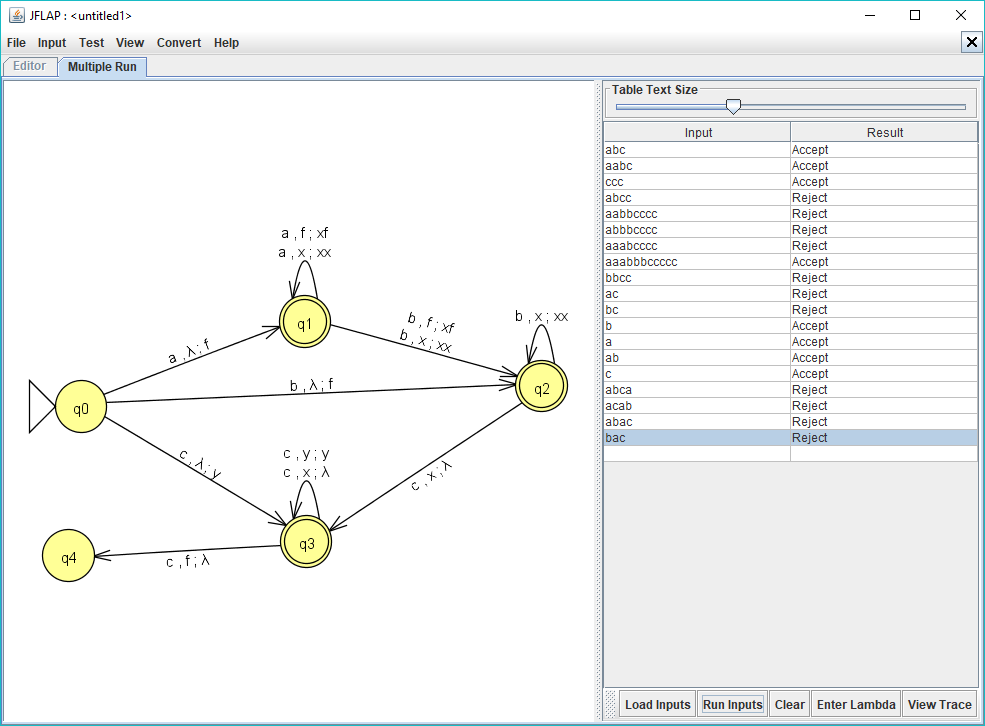 JFLAP : <untitled1>
File Input Test View Convert Help
Editor Multiple Run
a , f ; xf
a , x ; xx
q1
a , λ ; f
b , f ; xf
b , x ; xx
b , x ; xx
b , λ ; f
q0
q2
c , λ ; y
c , y ; y
c , x ; λ
c , x ; λ
q3
q4
c , f ; λ
Table Text Size
Input Result
abc Accept
aabc Accept
ccc Accept
abcc Reject
aabbcccc Reject
abbbcccc Reject
aaabcccc Reject
aaabbbccccc Accept
bbcc Reject
ac Reject
bc Reject
b Accept
a Accept
ab Accept
c Accept
abca Reject
acab Reject
abac Reject
bac Reject
Load Inputs Run Inputs Clear Enter Lambda View Trace